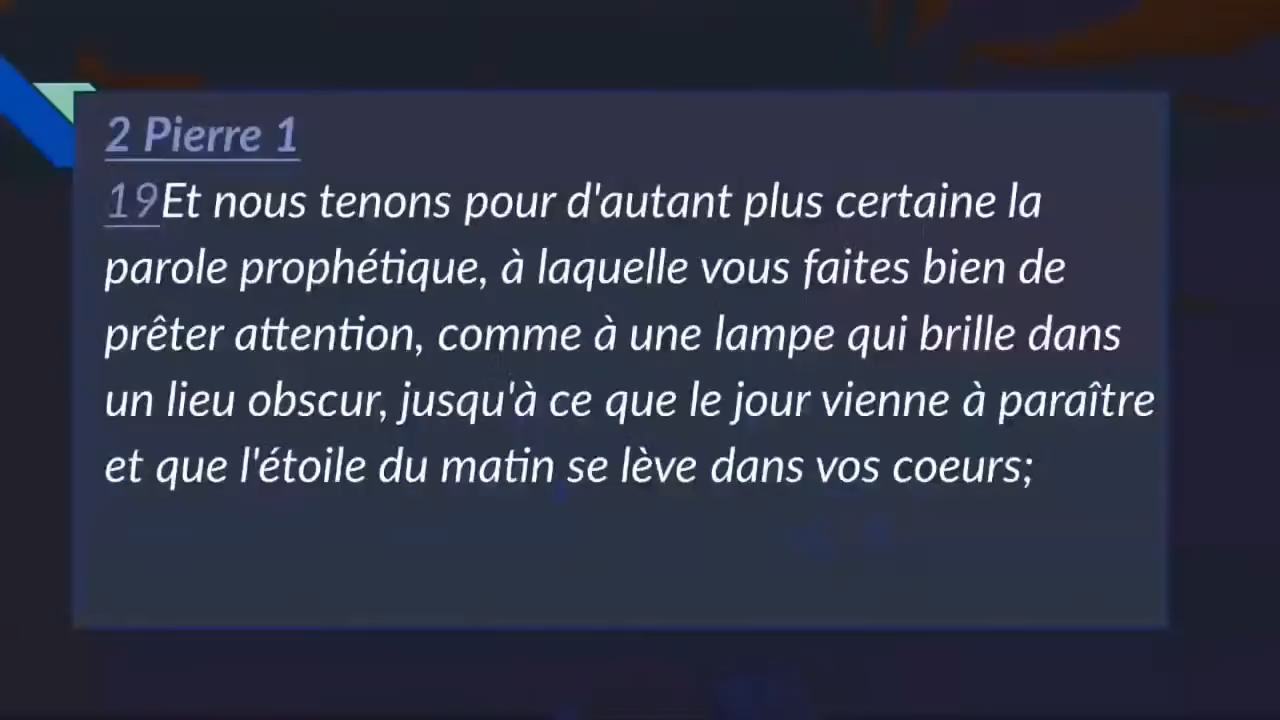 2 Pierre 1
19Et nous tenons pour d'autant plus certaine la
parole prophétique, à laquelle vous faites bien de
prêter attention, comme à une lampe qui brille dans
un lieu obscur, jusqu'à ce que le jour vienne à paraître
et que l'étoile du matin se lève dans vos coeurs;